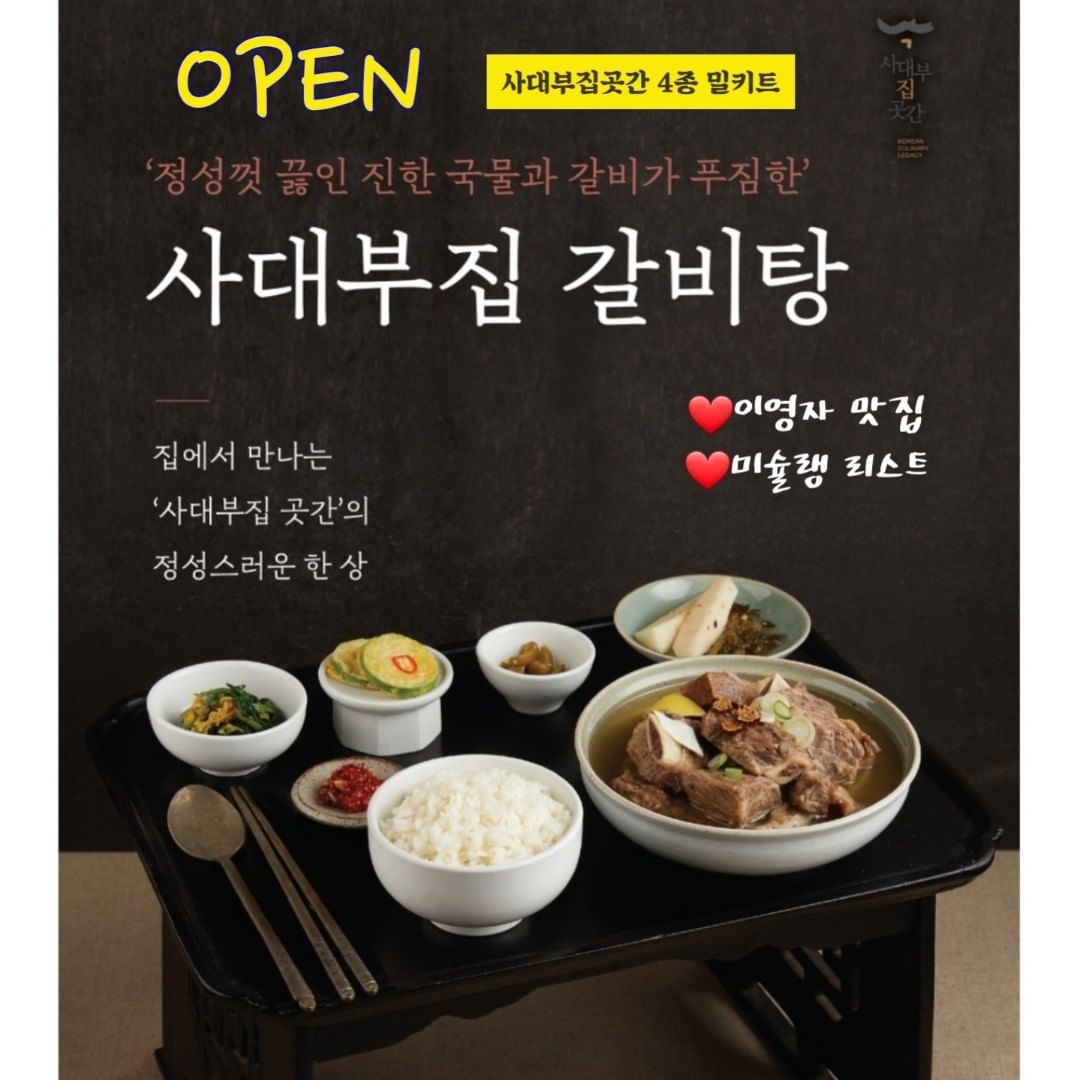 OPEN
사대부집곳간 4종 밀키트
사대부
집
곳간
KOREAN
CULINARY
LEGACY
‘정성껏 끓인 진한 국물과 갈비가 푸짐한’
사대부집 갈비탕
❤️이영자 맛집
❤️미슐랭 리스트
집에서 만나는
‘사대부집 곳간’의
정성스러운 한 상